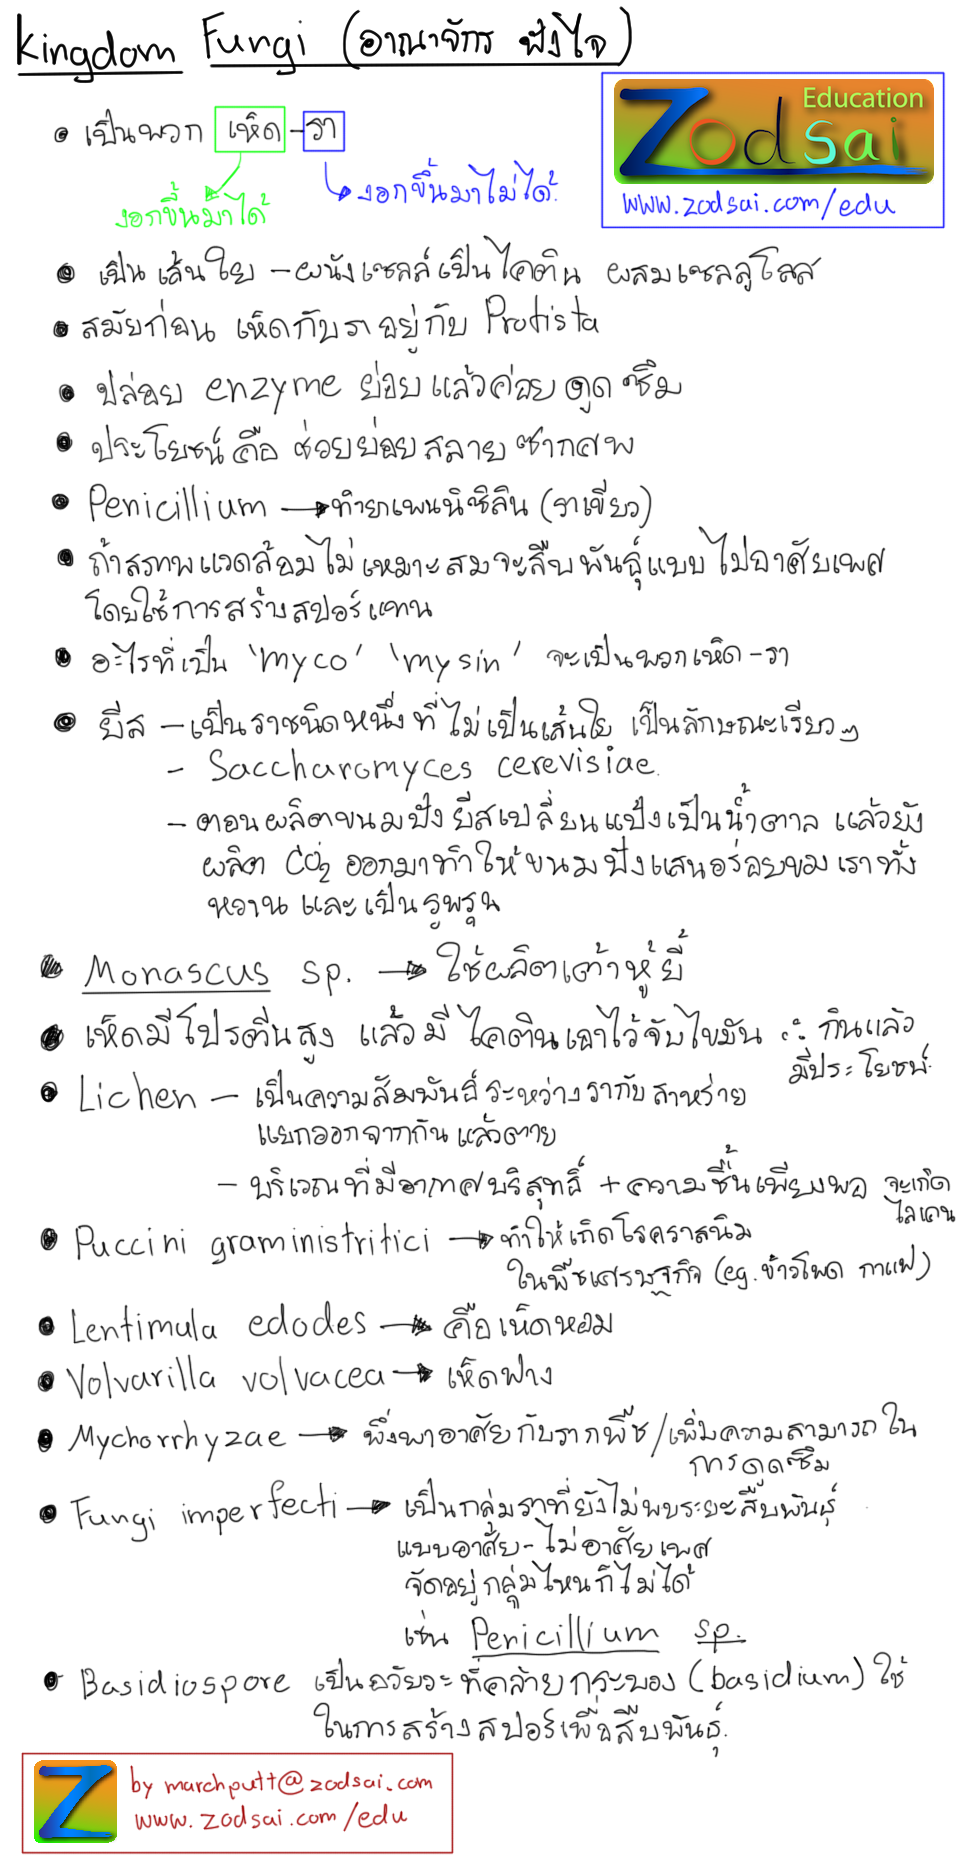 Kingdom Fungi (อาณาจักร ฟังไจ)
Zodsai Education
www.zodsai.com/edu
• เป็นพวก เห็ด-รา
งอกขึ้นมาได้
งอกขึ้นมาไม่ได้
• เป็นเส้นใย - ผนังเซลล์เป็นไคติน ผสมเซลลูโลส
• สมัยก่อน เห็ดกับราอยู่กับ Protista
• ปล่อย enzyme ย่อยแล้วค่อยดูดซึม
• ประโยชน์คือ ช่วยย่อยสลายซากศพ
• Penicillium → ทำยาเพนนิซิลิน (ราเขียว)
• ถ้าสภาพแวดล้อมไม่เหมาะสมจะสืบพันธุ์แบบไม่อาศัยเพศ
โดยใช้การสร้างสปอร์แทน
• อะไรที่เป็น 'myco' 'mysin' จะเป็นพวกเห็ด-รา
• ยีส - เป็นราชนิดหนึ่งที่ไม่เป็นเส้นใย เป็นลักษณะเรียวๆ
- Saccharomyces cerevisiae.
- ตอนผลิตขนมปัง ยีสเปลี่ยนแป้งเป็นน้ำตาล แล้วยัง
ผลิต CO2 ออกมาทำให้ขนมปังแสนอร่อยของเราทั้ง
หวาน และเป็นรูพรุน
• Monascus sp. → ใช้ผลิตเต้าหู้ยี้
• เห็ดมีโปรตีนสูง แล้วมีไคตินเอาไว้จับไขมัน ∴ กินแล้ว
มีประโยชน์.
• Lichen - เป็นความสัมพันธ์ระหว่างรากับสาหร่าย
แยกออกจากกันแล้วตาย
- บริเวณที่มีอากาศบริสุทธิ์ + ความชื้นเพียงพอ จะเกิด
ไลเคน
• Puccini graministritici → ทำให้เกิดโรคราสนิม
ในพืชเศรษฐกิจ (eg. ข้าวโพด กาแฟ)
• Lentimula edodes → คือเห็ดหอม
• Volvarilla volvacea → เห็ดฟาง
• Mychorrhyzae → พึ่งพาอาศัยกับรากพืช/เพิ่มความสามารถใน
การดูดซึม
• Fungi imperfecti → เป็นกลุ่มราที่ยังไม่พบระยะสืบพันธุ์
แบบอาศัย-ไม่อาศัยเพศ
จัดอยู่กลุ่มไหนก็ไม่ได้
เช่น Penicillium sp.
• Basidiospore เป็นอวัยวะที่คล้ายกระบอง (basidium) ใช้
ในการสร้างสปอร์เพื่อสืบพันธุ์.
Z by marchputt@zodsai.com
www.zodsai.com/edu